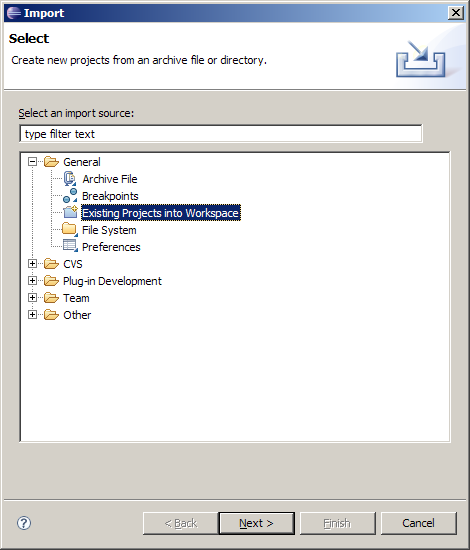 Import
Select
Create new projects from an archive file or directory.
Select an import source:
type filter text
General
Archive File
Breakpoints
Existing Projects into Workspace
File System
Preferences
CVS
Plug-in Development
Team
Other
?
< Back
Next >
Finish
Cancel